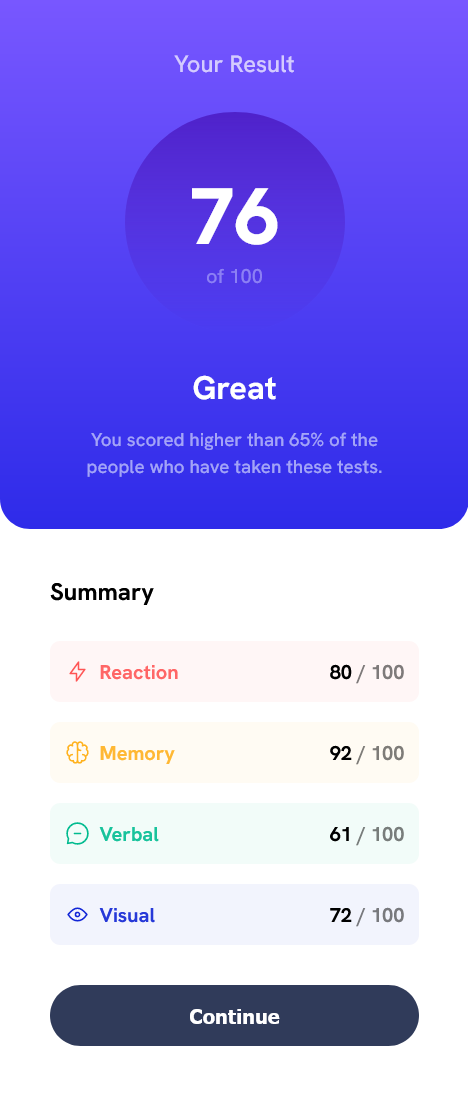 Your Result
76
of 100
Great
You scored higher than 65% of the
people who have taken these tests.
Summary
Reaction 80 / 100
Memory 92 / 100
Verbal 61 / 100
Visual 72 / 100
Continue